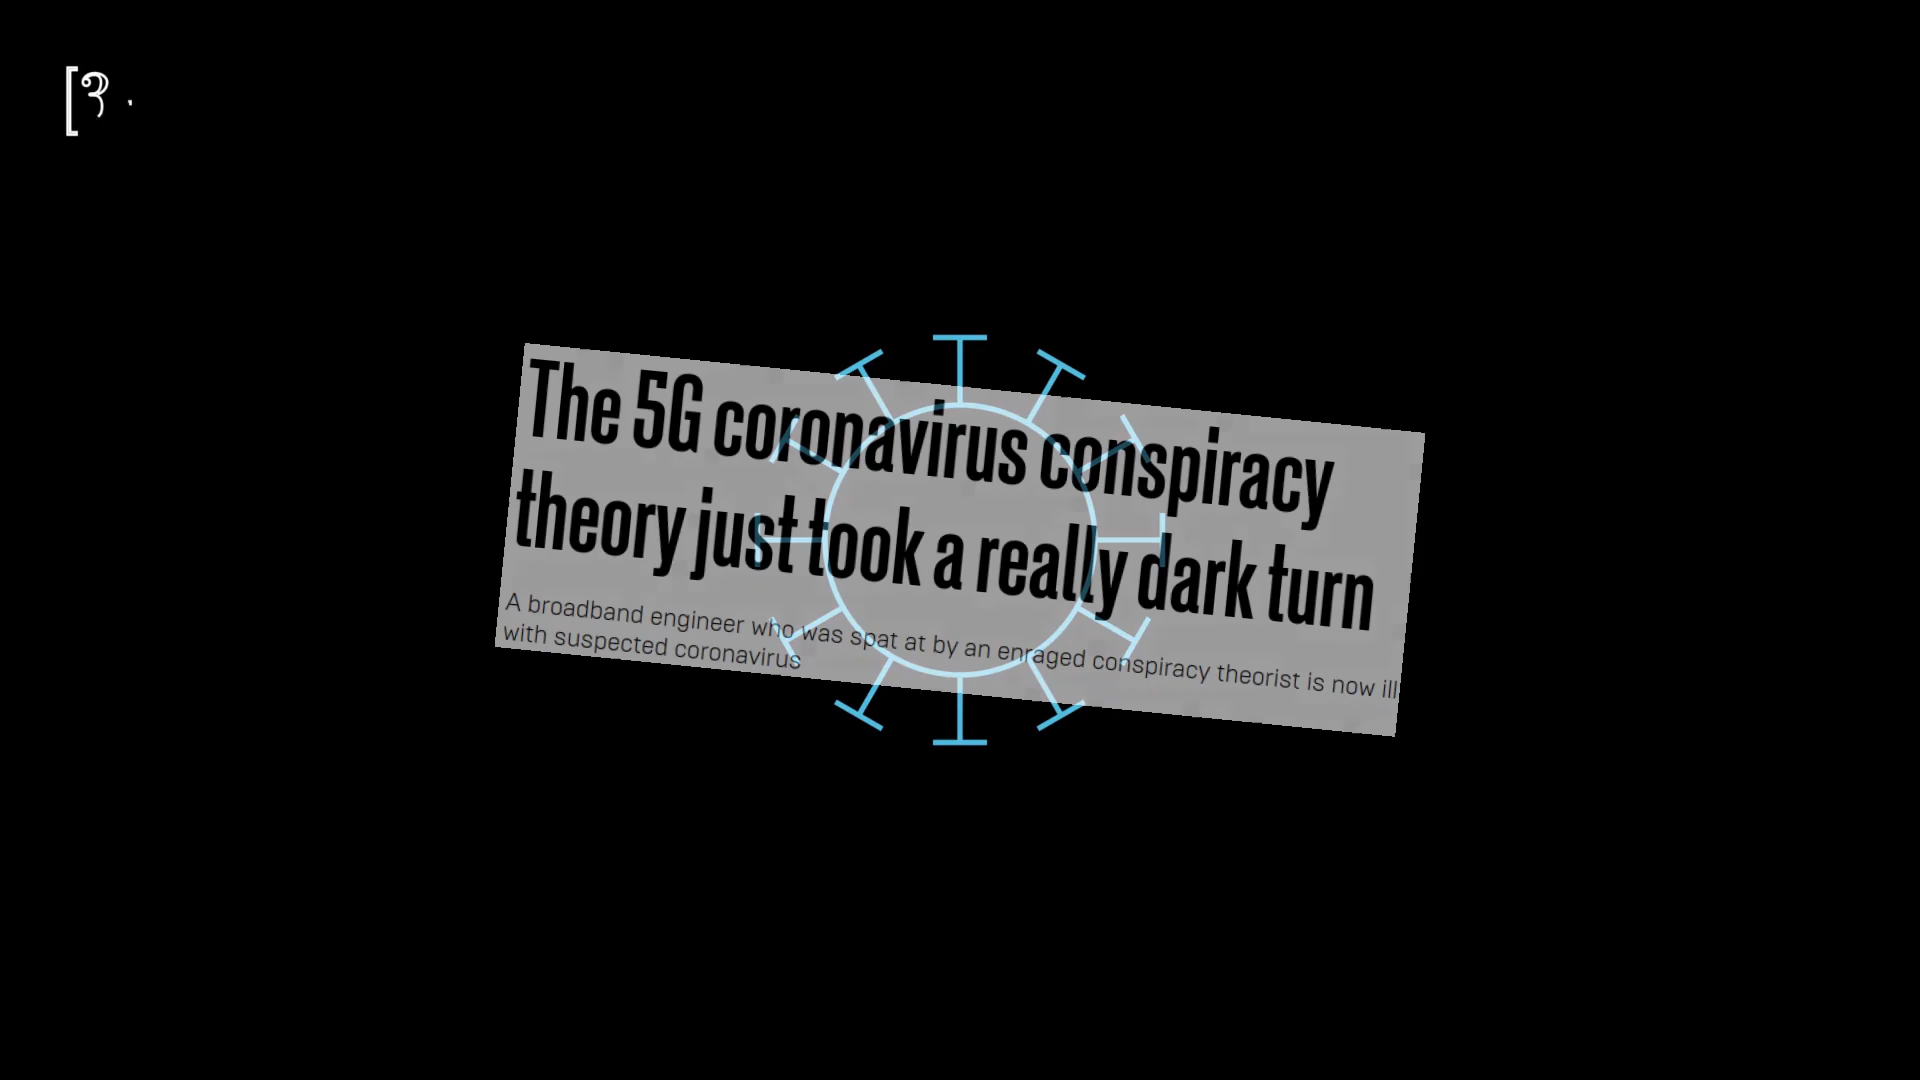 The 5G coronavirus conspiracy
theory just took a really dark turn
A broadband engineer who was spat at by an enraged conspiracy theorist is now ill
with suspected coronavirus